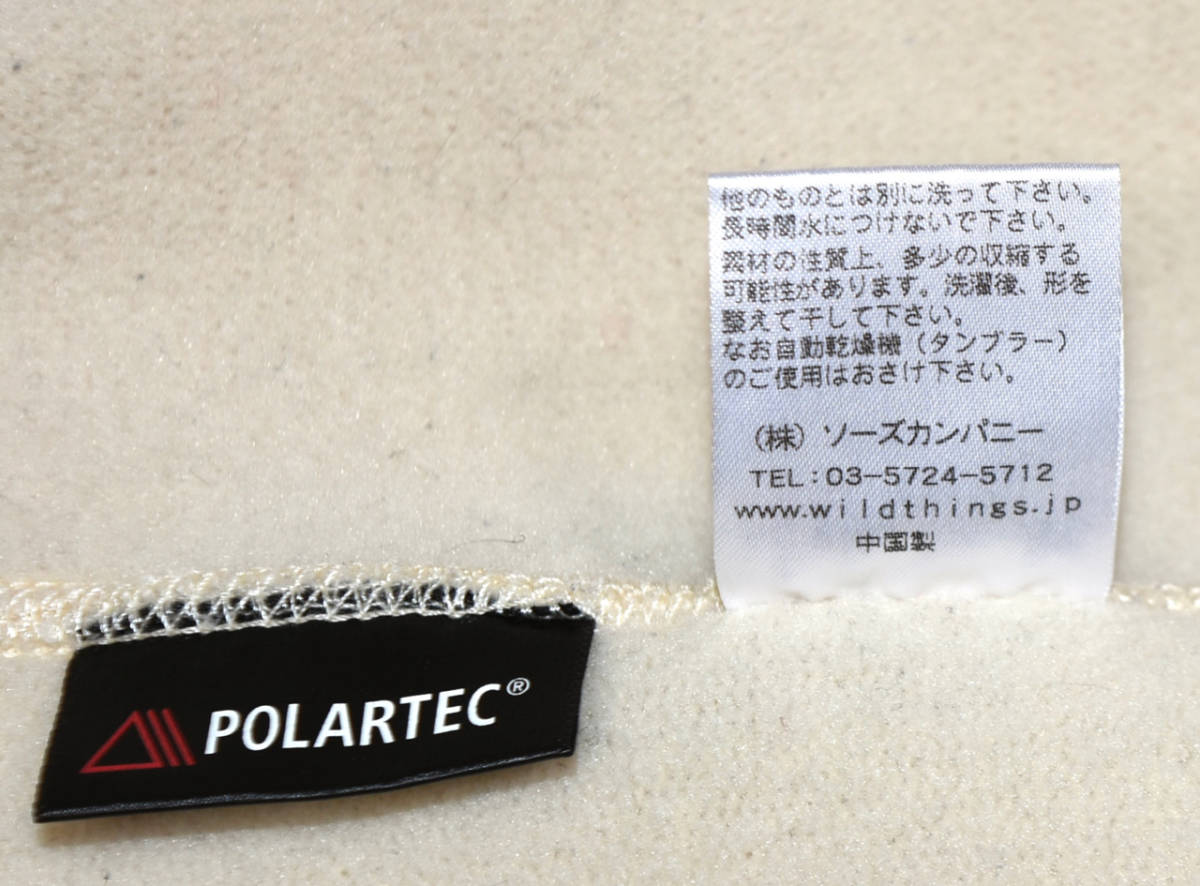 他のものとは別に洗って下さい。
長時間水につけないで下さい。
素材の性質上、多少の収縮する
可能性があります。洗濯後、形を
整えて干して下さい。
なお自動乾燥機（タンブラー）
のご使用はおさけ下さい。
（株）ソーズカンパニー
TEL:03-5724-5712
www.wildthings.jp
中国製
POLARTEC®